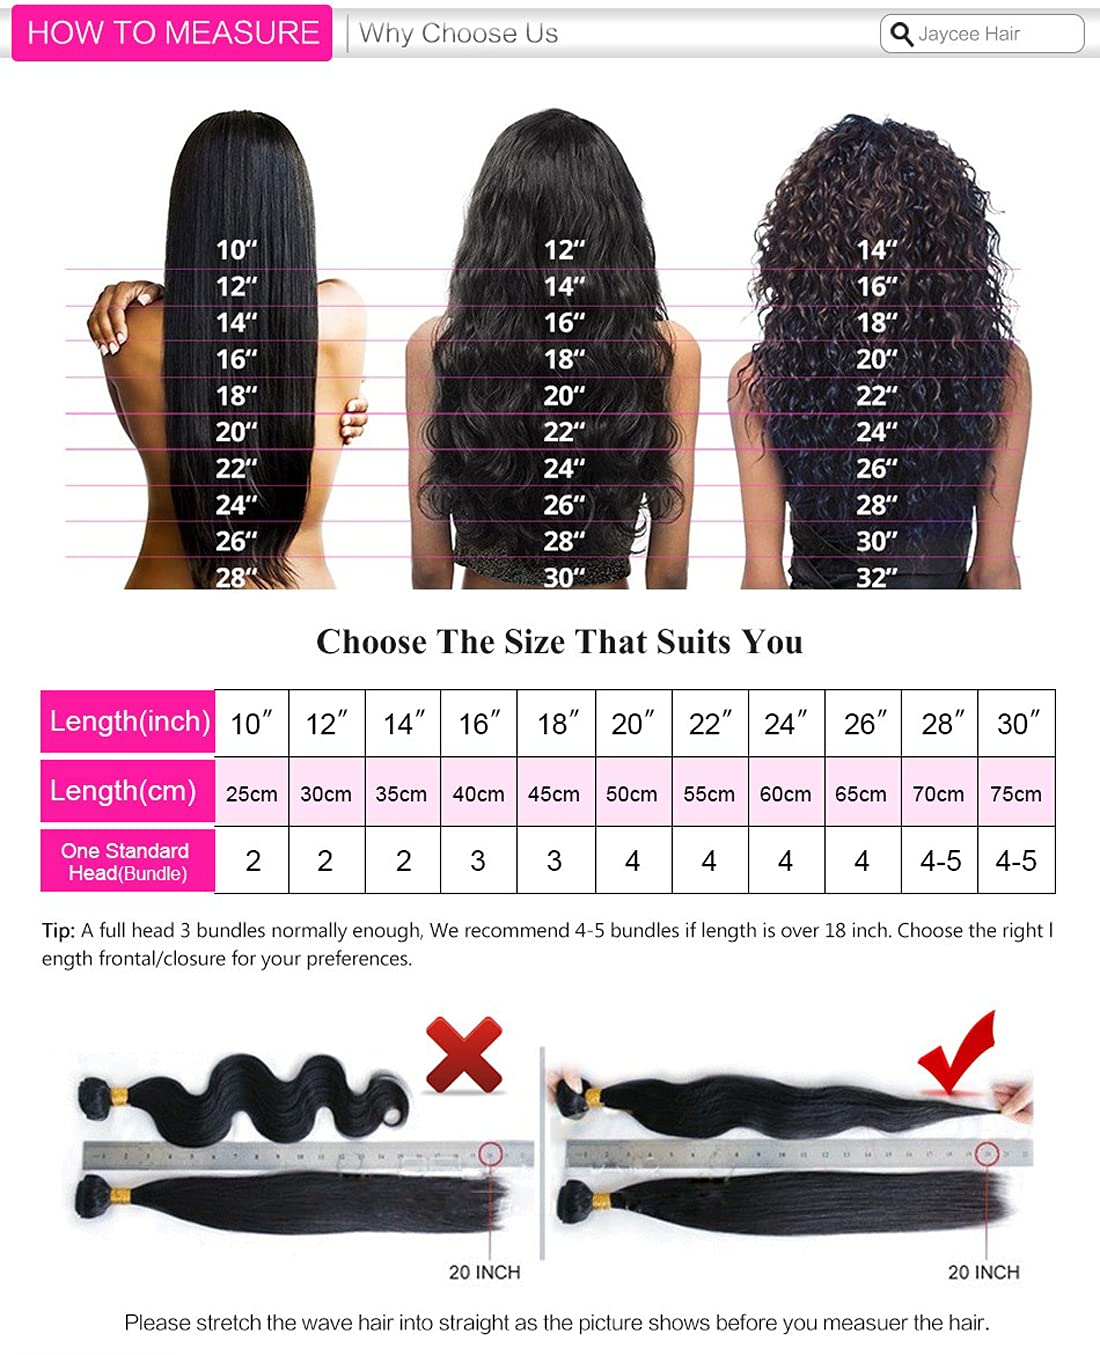 HOW TO MEASURE Why Choose Us Jaycee Hair
10“ 12“ 14“
12“ 14“ 16“
14“ 16“ 18“
16“ 18“ 20“
18“ 20“ 22“
20“ 22“ 24“
22“ 24“ 26“
24“ 26“ 28“
26“ 28“ 30“
28“ 30“ 32“
Choose The Size That Suits You
Length(inch) 10″ 12″ 14″ 16″ 18″ 20″ 22″ 24″ 26″ 28″ 30″
Length(cm) 25cm 30cm 35cm 40cm 45cm 50cm 55cm 60cm 65cm 70cm 75cm
One Standard
Head(Bundle) 2 2 2 3 3 4 4 4 4 4-5 4-5
Tip: A full head 3 bundles normally enough, We recommend 4-5 bundles if length is over 18 inch. Choose the right l
ength frontal/closure for your preferences.
20 INCH 20 INCH
Please stretch the wave hair into straight as the picture shows before you measuer the hair.